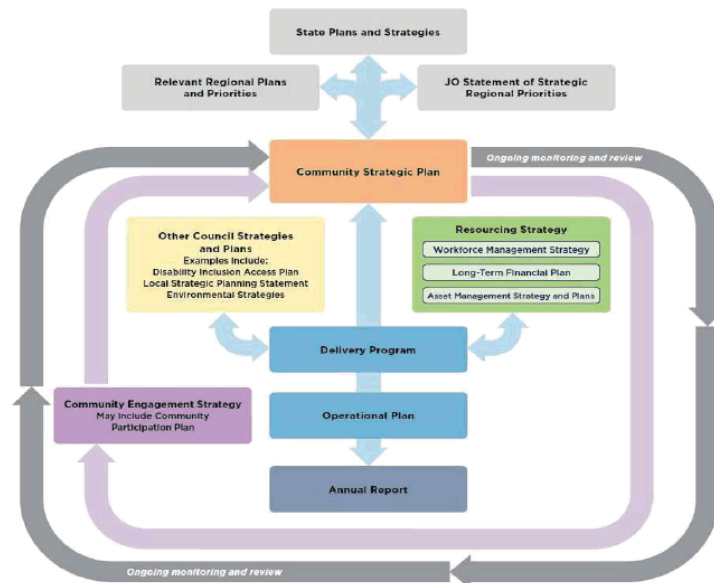 State Plans and Strategies
Relevant Regional Plans
and Priorities
JO Statement of Strategic
Regional Priorities
Ongoing monitoring and review
Community Strategic Plan
Other Council Strategies
and Plans
Examples Include:
Disability Inclusion Access Plan
Local Strategic Planning Statement
Environmental Strategies
Resourcing Strategy
Workforce Management Strategy
Long-Term Financial Plan
Asset Management Strategy and Plans
Delivery Program
Community Engagement Strategy
May Include Community
Participation Plan
Operational Plan
Annual Report
Ongoing monitoring and review